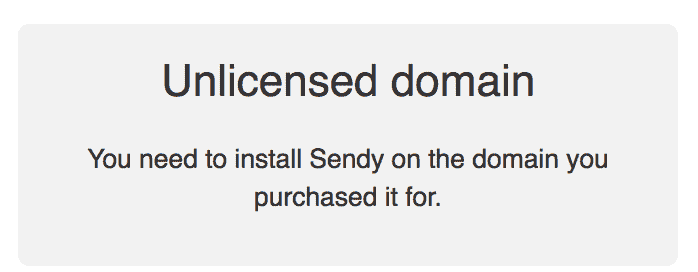 Unlicensed domain
You need to install Sendy on the domain you
purchased it for.